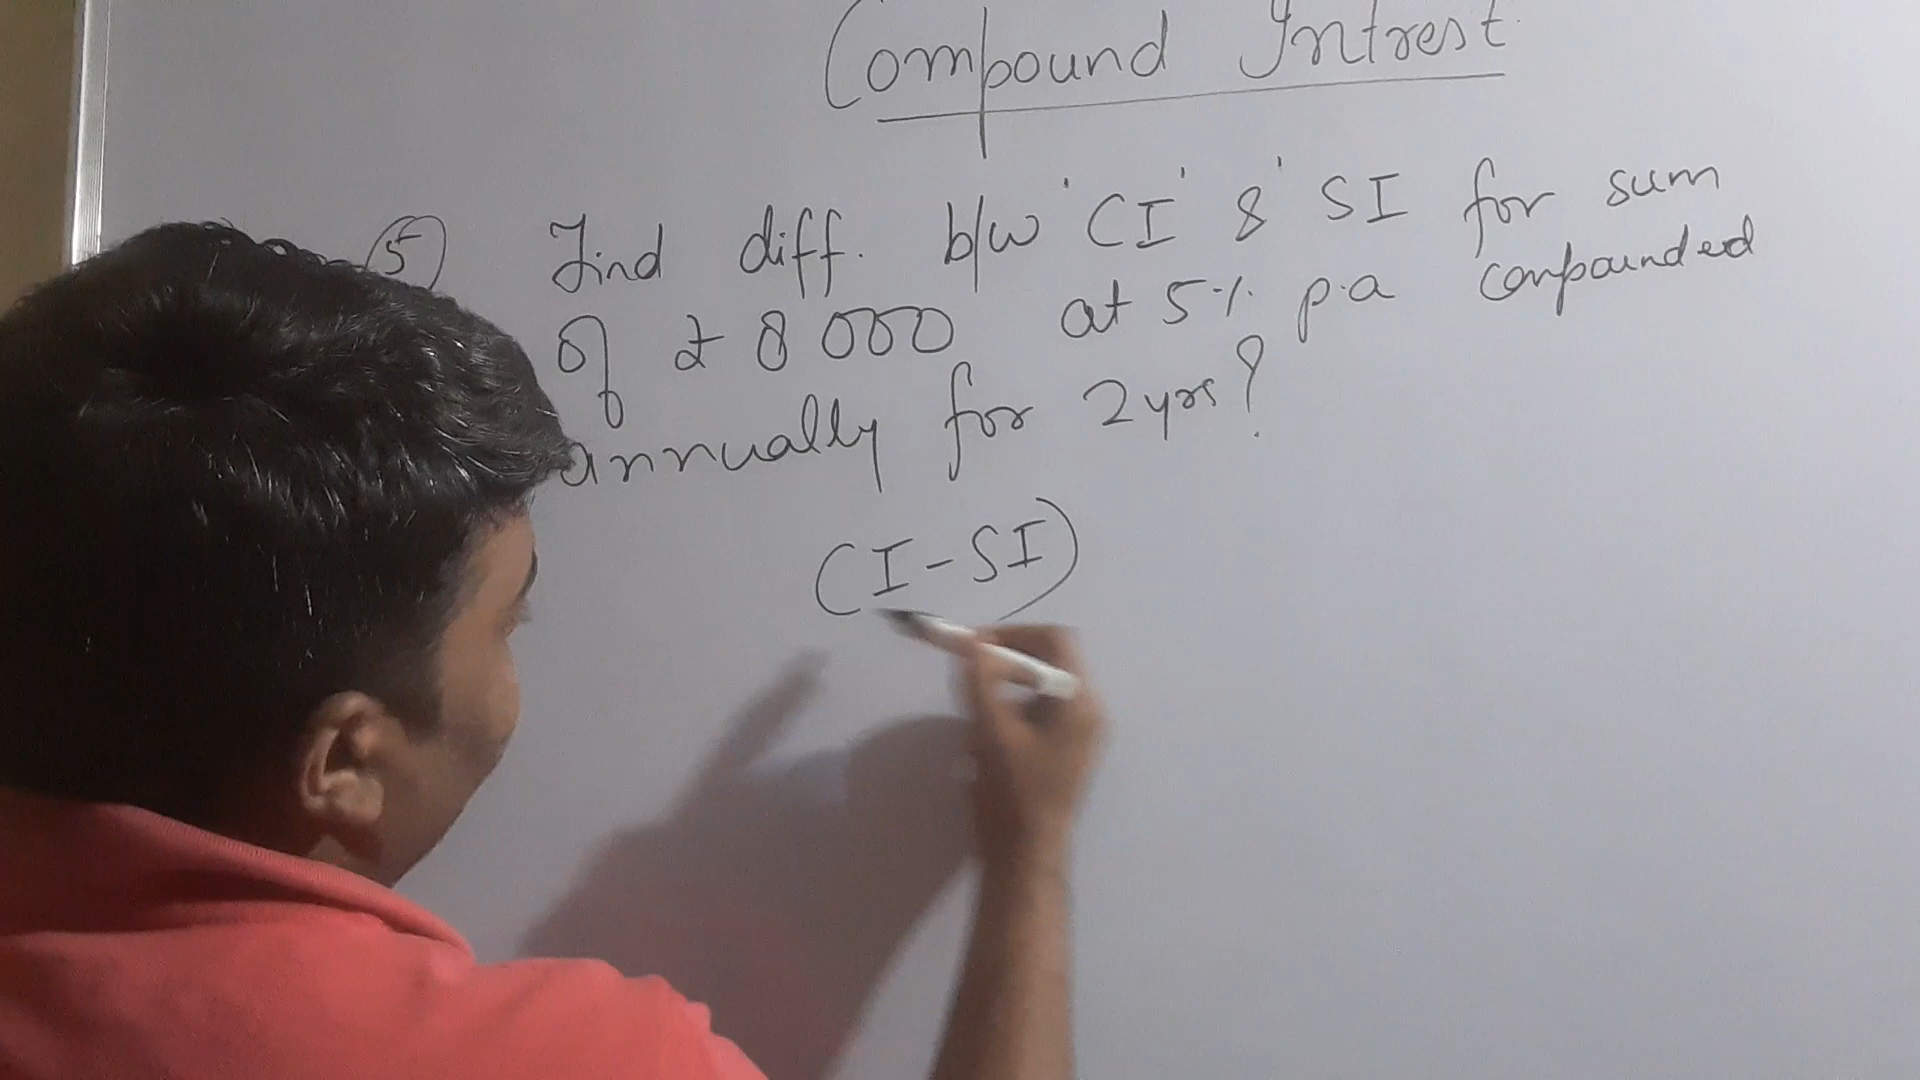 Compound Intrest
⑤ Find diff. b/w 'CI' & 'SI for sum
of ₹ 8000 at 5% p.a compounded
annually for 2yrs?
(CI-SI)